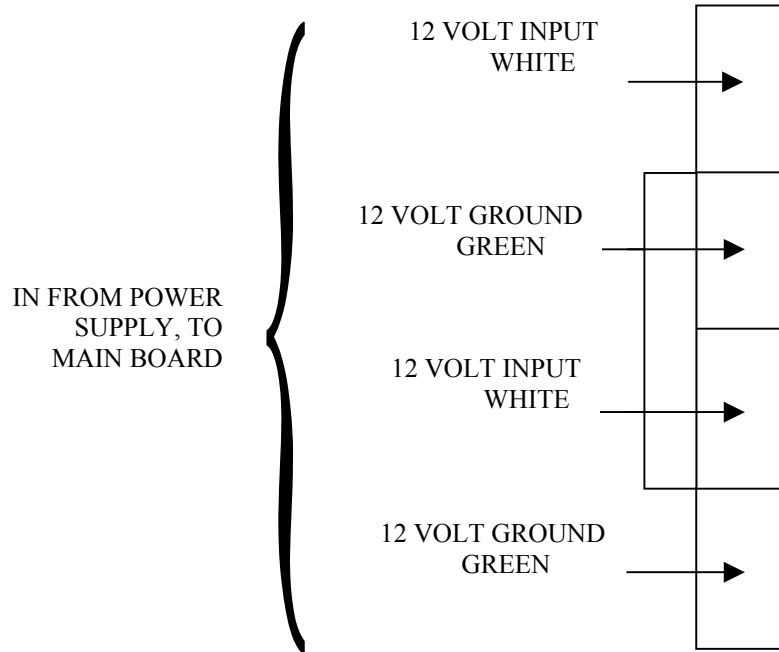 12 VOLT INPUT
WHITE
12 VOLT GROUND
GREEN
IN FROM POWER
SUPPLY, TO
MAIN BOARD
12 VOLT INPUT
WHITE
12 VOLT GROUND
GREEN